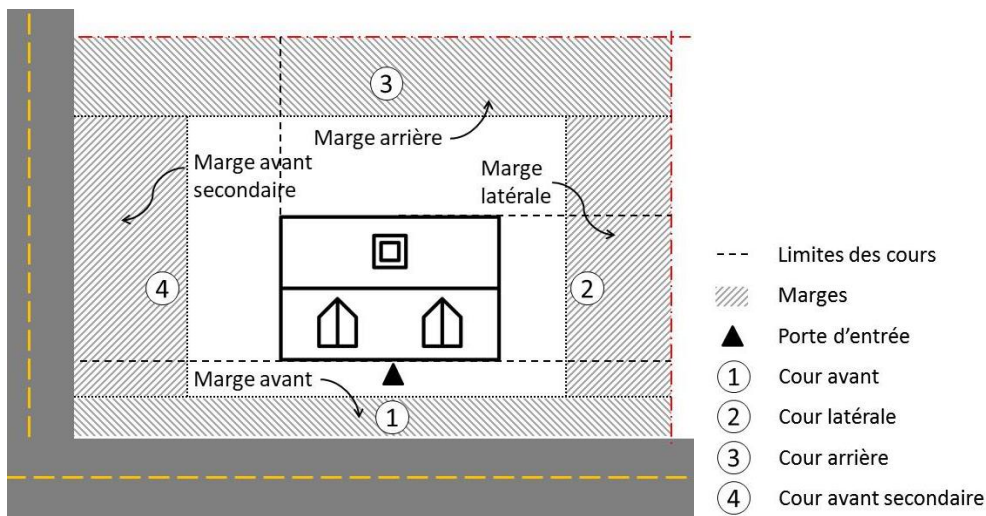 3
Marge arrière
Marge avant
secondaire
Marge
latérale
4
2
Marge avant
1
Limites des cours
Marges
Porte d’entrée
1 Cour avant
2 Cour latérale
3 Cour arrière
4 Cour avant secondaire